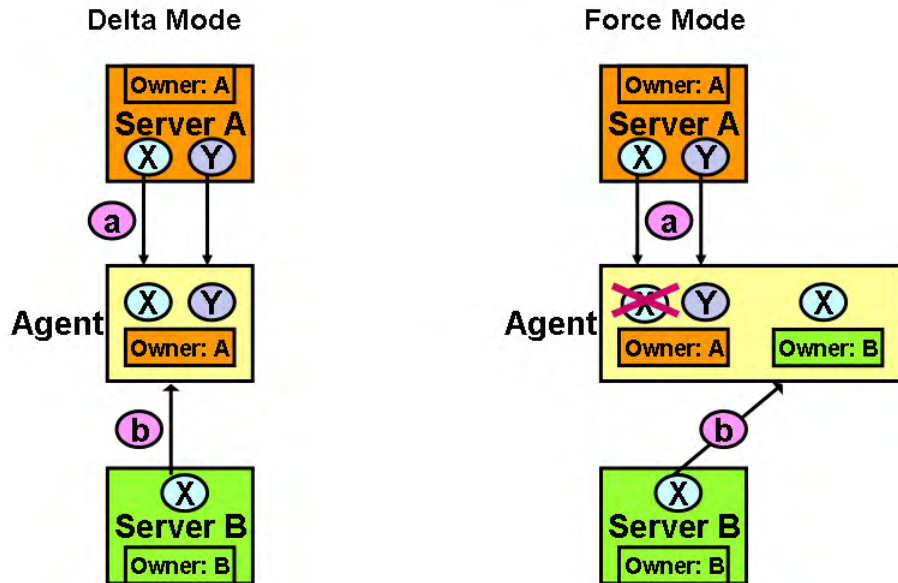 Delta Mode
Owner: A
Server A
X Y
a
X Y
Agent
Owner: A
b
X
Server B
Owner: B
Force Mode
Owner: A
Server A
X Y
a
X Y X
Agent
Owner: A Owner: B
b
X
Server B
Owner: B